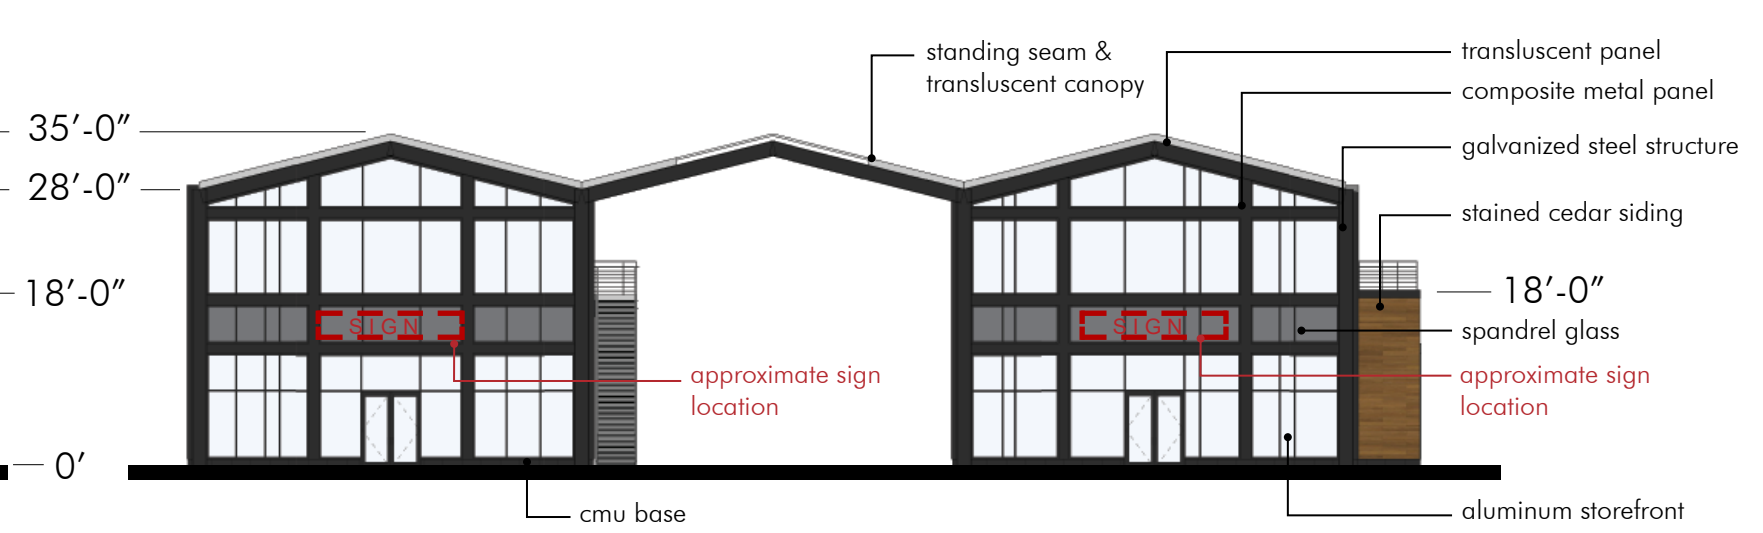 standing seam &
transluscent canopy
transluscent panel
composite metal panel
galvanized steel structure
stained cedar siding
35'-0"
28'-0"
18'-0"
18'-0"
SIGN
SIGN
spandrel glass
approximate sign
location
approximate sign
location
0'
cmu base
aluminum storefront